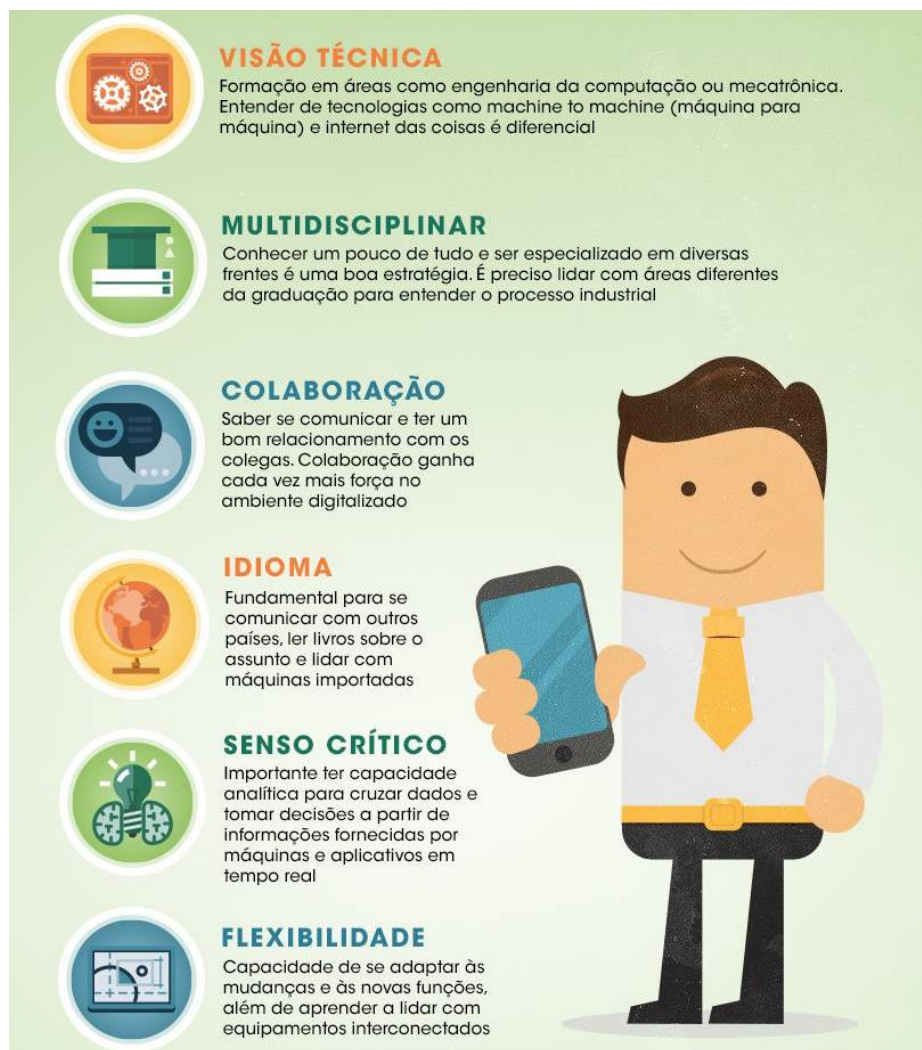 VISÃO TÉCNICA
Formação em áreas como engenharia da computação ou mecatrônica.
Entender de tecnologias como machine to machine (máquina para
máquina) e internet das coisas é diferencial
MULTIDISCIPLINAR
Conhecer um pouco de tudo e ser especializado em diversas
frentes é uma boa estratégia. É preciso lidar com áreas diferentes
da graduação para entender o processo industrial
COLABORAÇÃO
Saber se comunicar e ter um
bom relacionamento com os
colegas. Colaboração ganha
cada vez mais força no
ambiente digitalizado
IDIOMA
Fundamental para se
comunicar com outros
países, ler livros sobre o
assunto e lidar com
máquinas importadas
SENSO CRÍTICO
Importante ter capacidade
analítica para cruzar dados e
tomar decisões a partir de
informações fornecidas por
máquinas e aplicativos em
tempo real
FLEXIBILIDADE
Capacidade de se adaptar às
mudanças e às novas funções,
além de aprender a lidar com
equipamentos interconectados